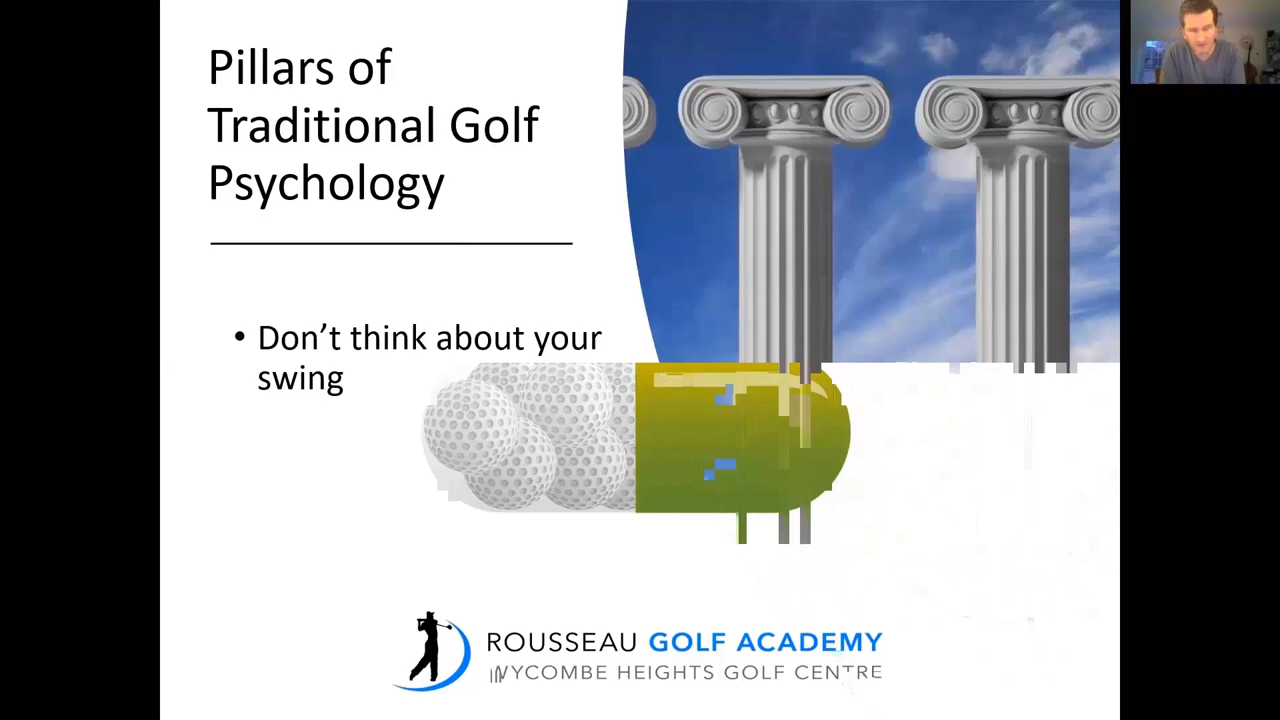 Pillars of
Traditional Golf
Psychology
• Don’t think about your
swing
ROUSSEAU GOLF ACADEMY
WYCOMBE HEIGHTS GOLF CENTRE